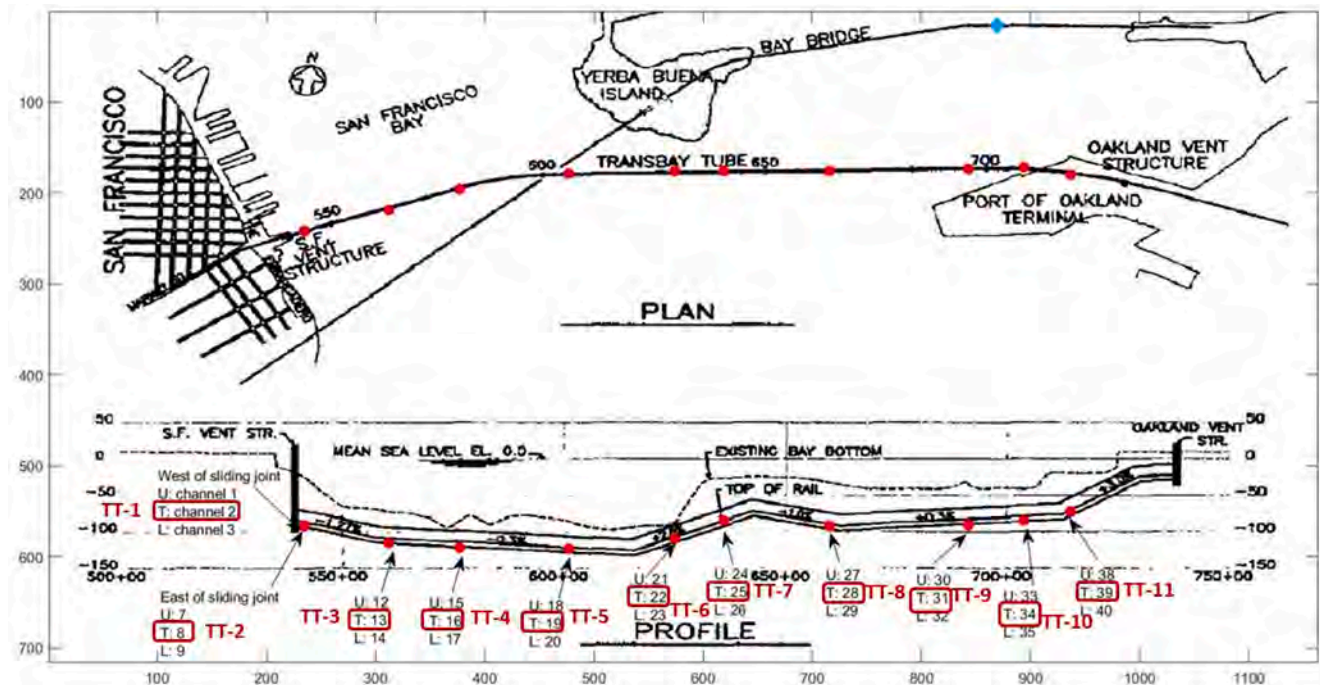 N
SAN FRANCISCO
BAY
SAN FRANCISCO
YERBA BUENA
ISLAND
BAY BRIDGE
TRANSBAY TUBE 650
550
600
700
OAKLAND VENT
STRUCTURE
PORT OF OAKLAND
TERMINAL
S.F.
VENT
STRUCTURE
PLAN
100
200
300
400
500
600
700
50
0
-50
-100
-150
S.F. VENT STR.
MEAN SEA LEVEL EL. 0.0
EXISTING BAY BOTTOM
TOP OF RAIL
OAKLAND VENT
STR.
50
0
-50
-100
-150
West of sliding joint
U: channel 1
TT-1 T: channel 2
L: channel 3
500+00 550+00 600+00 650+00 700+00 750+00
East of sliding joint
U: 7
T: 8 TT-2
L: 9
U: 12
TT-3 T: 13
L: 14
U: 15
T: 16 TT-4
L: 17
U: 18
T: 19 TT-5
L: 20
U: 21
T: 22 TT-6
L: 23
U: 24
T: 25 TT-7
L: 26
U: 27
T: 28 TT-8
L: 29
U: 30
T: 31 TT-9
L: 32
U: 33
T: 34 TT-10
L: 35
U: 38
T: 39 TT-11
L: 40
PROFILE
100 200 300 400 500 600 700 800 900 1000 1100